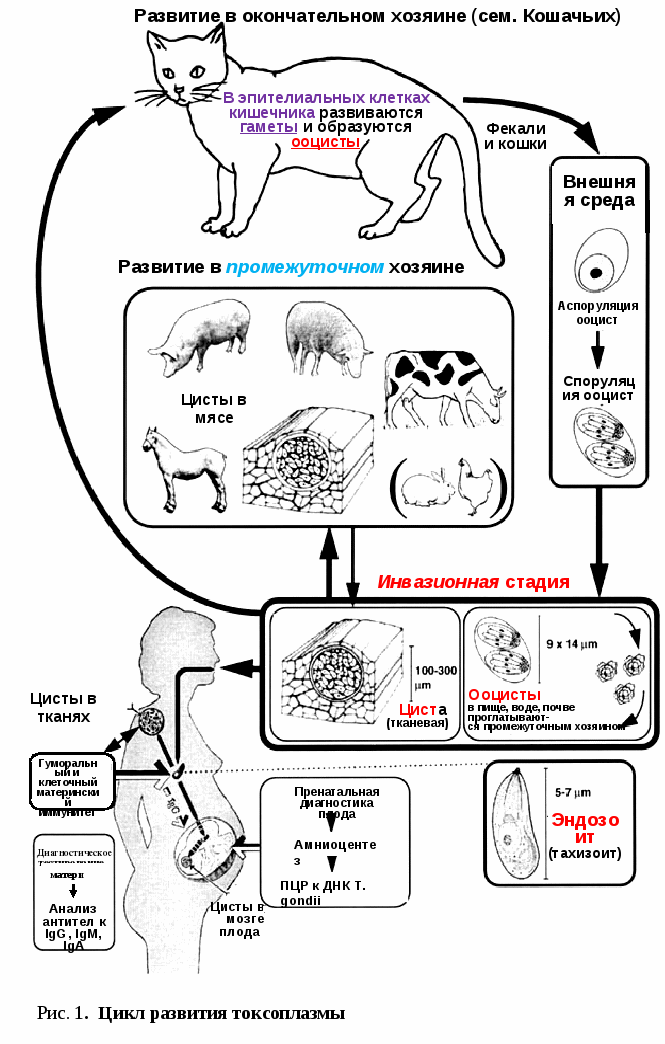 Развитие в окончательном хозяине (сем. Кошачьих)
В эпителиальных клетках
кишечника развиваются
гаметы и образуются
ооцисты
Фекали
и кошки
Внешня
я среда
Аспоруляция
ооцист
Споруляц
ия ооцист
Развитие в промежуточном хозяине
Цисты в
мясе
Инвазионная стадия
100-300
μm
Циста
(тканевая)
9 x 14 μm
Ооцисты
в пище, воде, почве
проглатывают-
ся промежуточным хозяином
Цисты в
тканях
Гуморальн
ый и
клеточный
матерински
й
иммунитет
Диагностическое
матери
Анализ
антител к
IgG , IgM,
IgA
Пренатальная
диагностика
плода
Амниоценте
з
ПЦР к ДНК T.
gondii
Цисты в
мозге
плода
5-7 μm
Эндозо
ит
(тахизоит)
Рис. 1. Цикл развития токсоплазмы